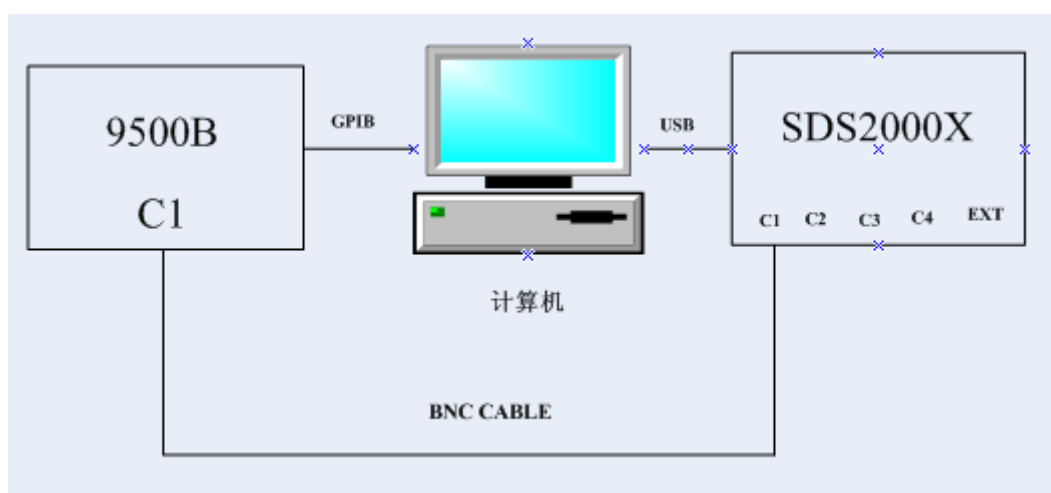 9500B
C1
GPIB
计算机
USB
SDS2000X
C1 C2 C3 C4 EXT
BNC CABLE